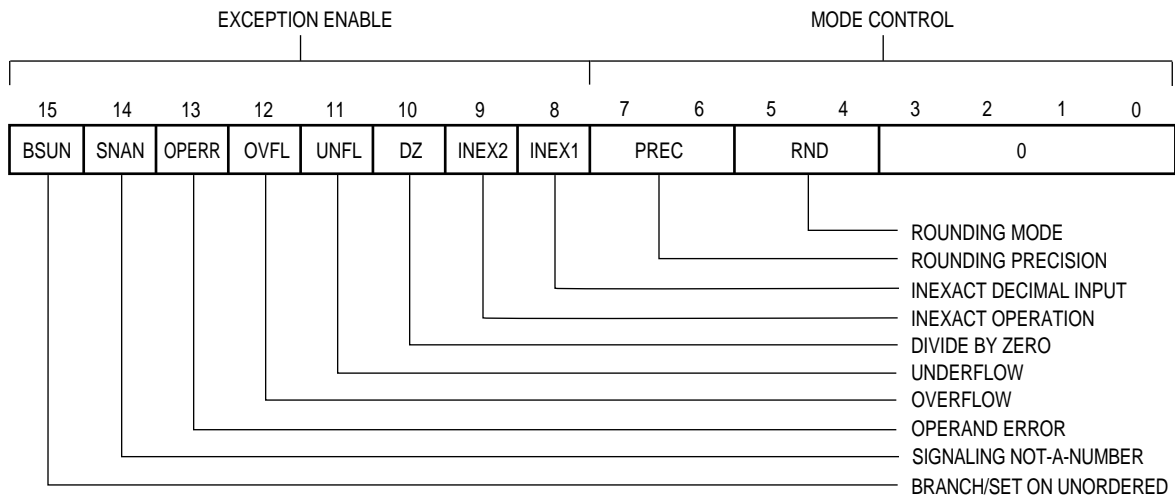 EXCEPTION ENABLE MODE CONTROL
15 14 13 12 11 10 9 8 7 6 5 4 3 2 1 0
BSUN SNAN OPERR OVFL UNFL DZ INEX2 INEX1 PREC RND 0
ROUNDING MODE
ROUNDING PRECISION
INEXACT DECIMAL INPUT
INEXACT OPERATION
DIVIDE BY ZERO
UNDERFLOW
OVERFLOW
OPERAND ERROR
SIGNALING NOT-A-NUMBER
BRANCH/SET ON UNORDERED